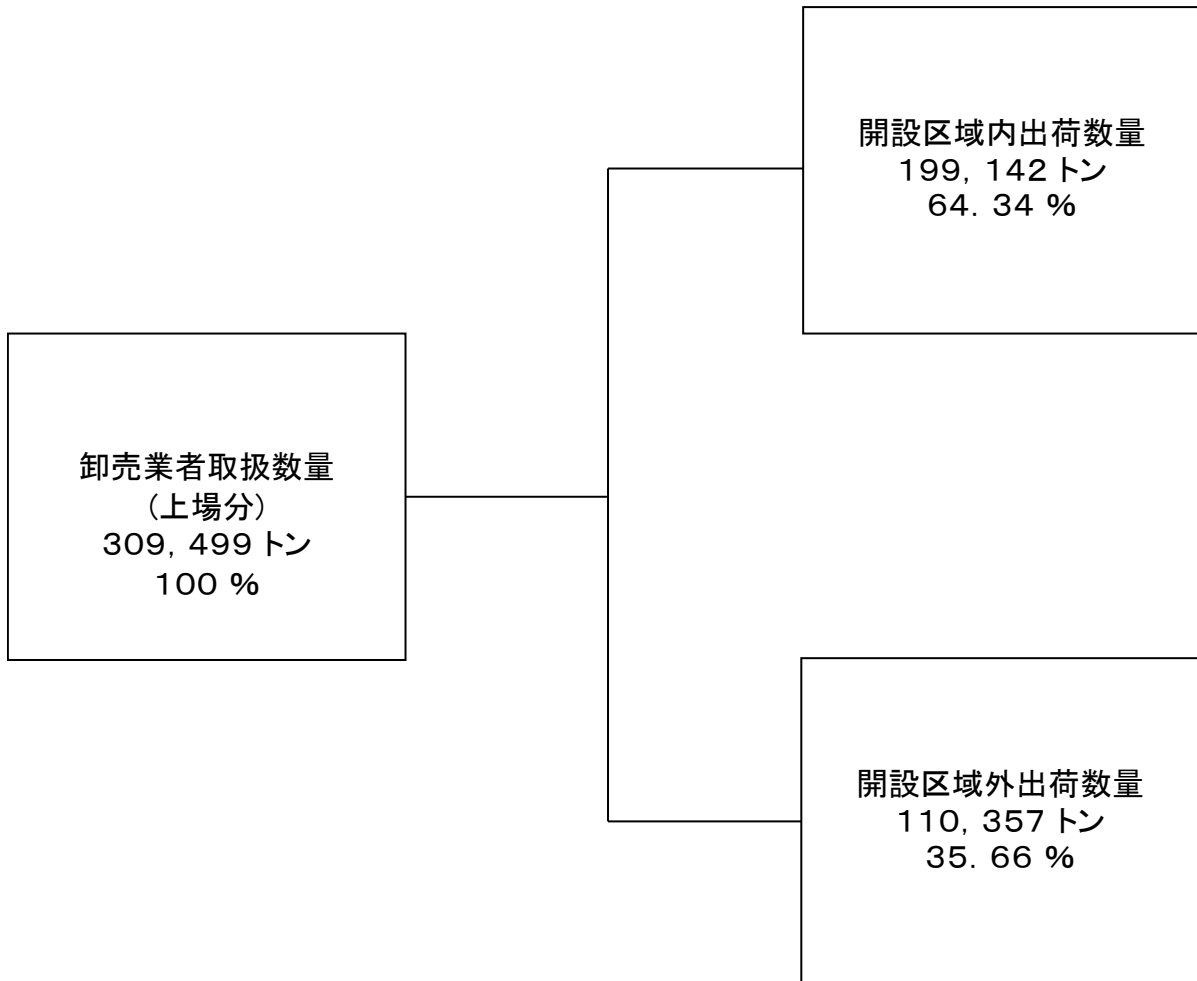 開設区域内出荷数量
199, 142 トン
64. 34 %
卸売業者取扱数量
(上場分)
309, 499 トン
100 %
開設区域外出荷数量
110, 357 トン
35. 66 %